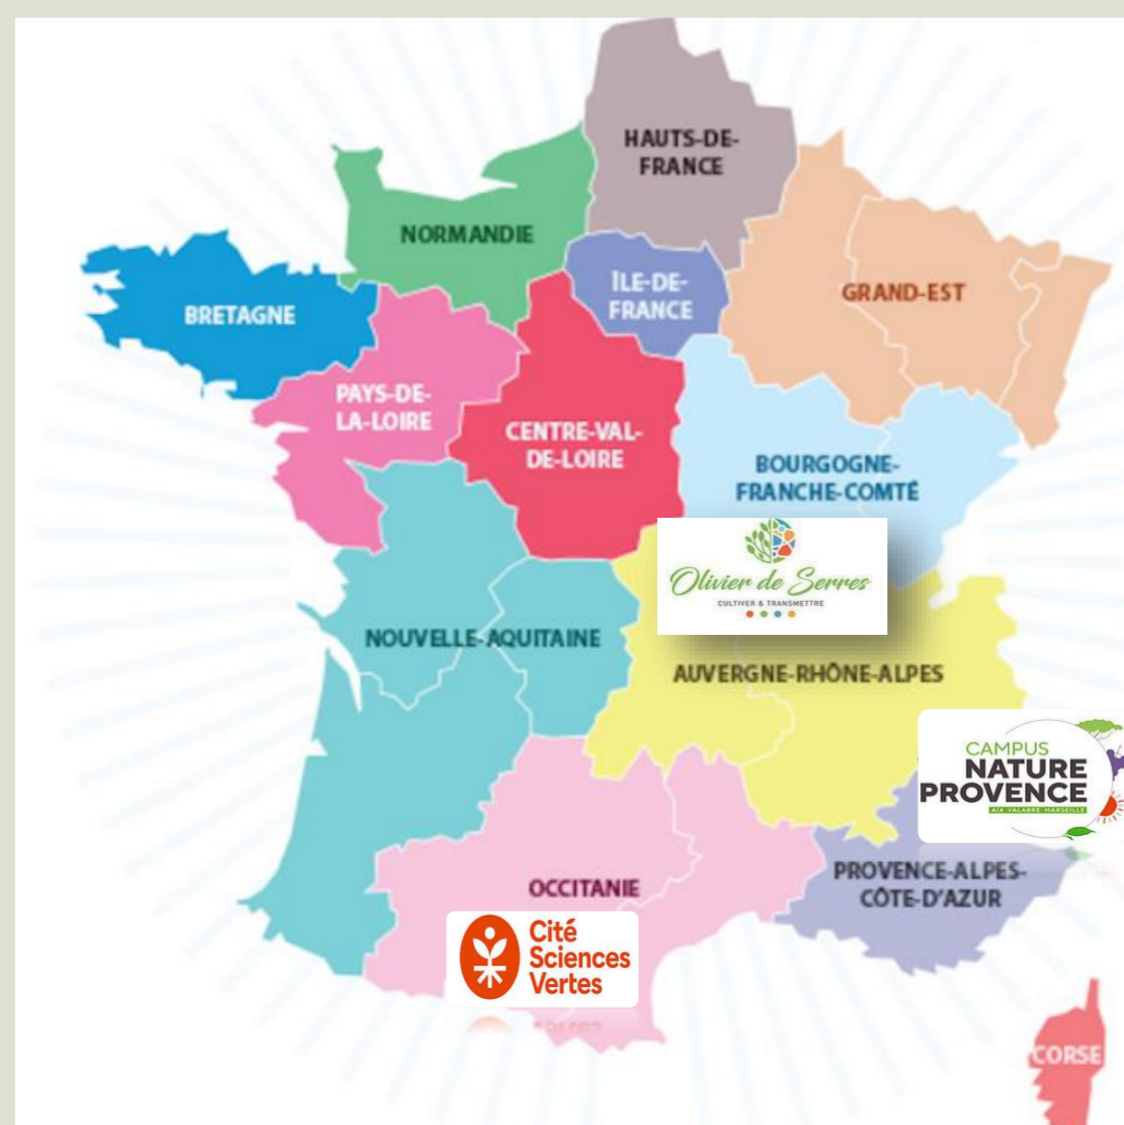 HAUTS-DE-
FRANCE
NORMANDIE
ÎLE-DE-
FRANCE
GRAND-EST
BRETAGNE
PAYS-DE-
LA-LOIRE
CENTRE-VAL-
DE-LOIRE
BOURGOGNE-
FRANCHE-COMTÉ
Olivier de Serres
CULTIVER & TRANSMETTRE
NOUVELLE-AQUITAINE
AUVERGNE-RHÔNE-ALPES
CAMPUS
NATURE
PROVENCE
AIX VALABRE MARSEILLE
PROVENCE-ALPES-
CÔTE-D'AZUR
OCCITANIE
Cité
Sciences
Vertes
CORSE